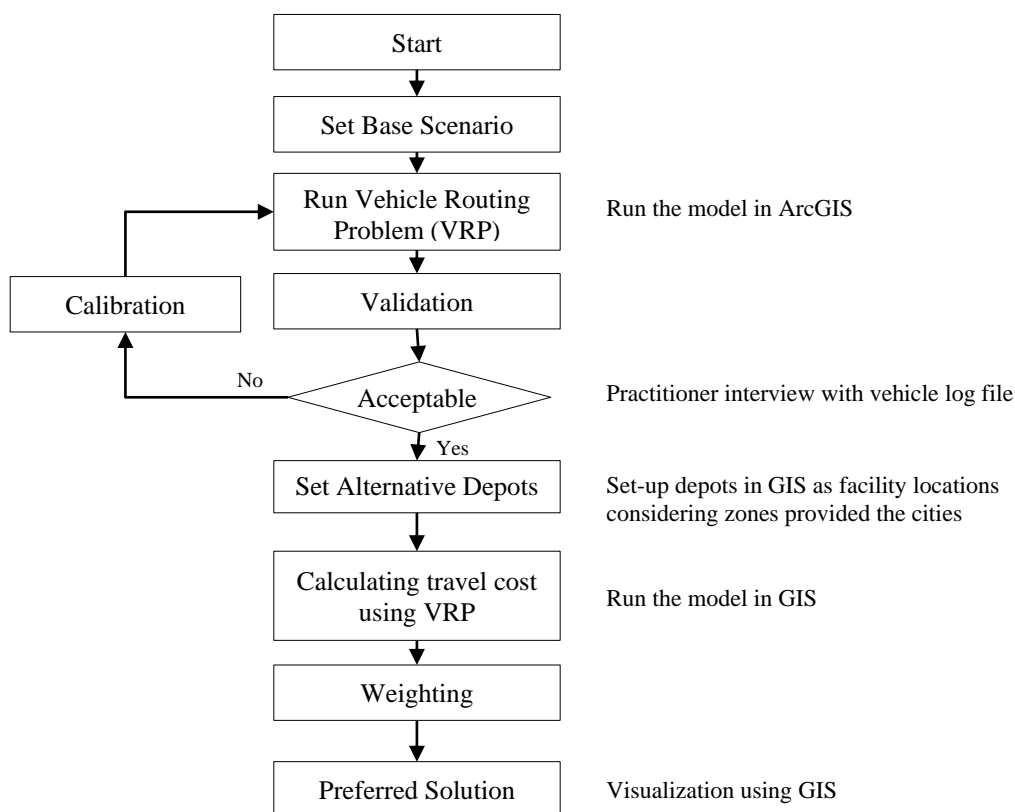 Start
Set Base Scenario
Run Vehicle Routing
Problem (VRP)
Run the model in ArcGIS
Calibration
Validation
No
Acceptable
Practitioner interview with vehicle log file
Yes
Set Alternative Depots
Set-up depots in GIS as facility locations
considering zones provided the cities
Calculating travel cost
using VRP
Run the model in GIS
Weighting
Preferred Solution
Visualization using GIS